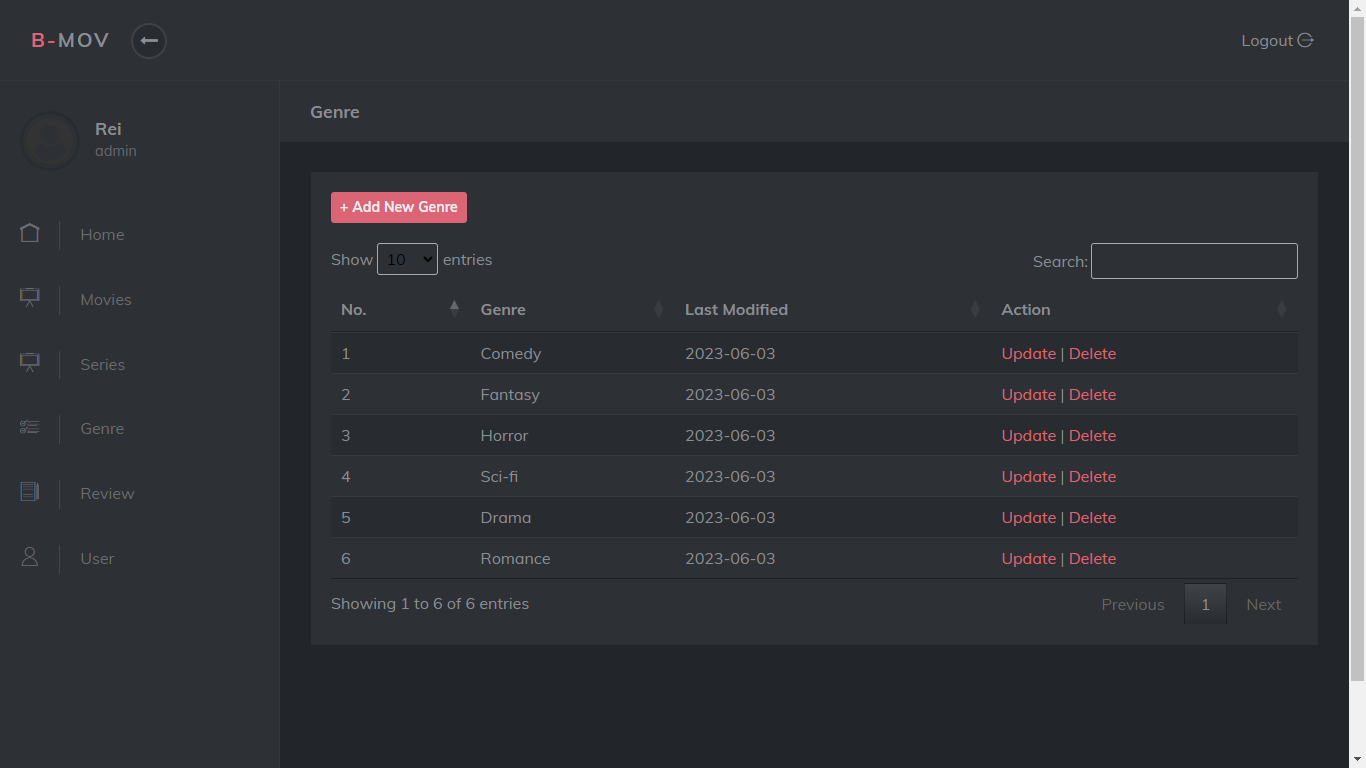 B-MOV
Logout
Rei
admin
Home
Movies
Series
Genre
Review
User
Genre
+ Add New Genre
Show 10 entries
Search:
No. Genre Last Modified Action
1 Comedy 2023-06-03 Update | Delete
2 Fantasy 2023-06-03 Update | Delete
3 Horror 2023-06-03 Update | Delete
4 Sci-fi 2023-06-03 Update | Delete
5 Drama 2023-06-03 Update | Delete
6 Romance 2023-06-03 Update | Delete
Showing 1 to 6 of 6 entries
Previous 1 Next